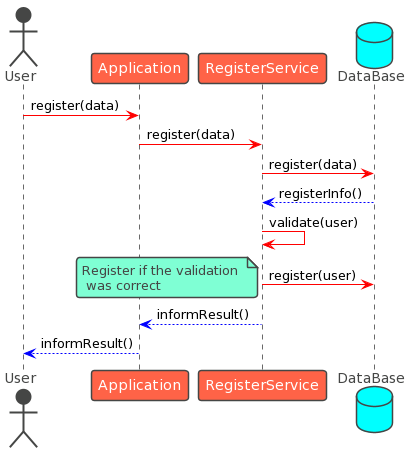 User
Application
RegisterService
DataBase
register(data)
register(data)
register(data)
registerInfo()
validate(user)
Register if the validation
was correct
register(user)
informResult()
informResult()
User
Application
RegisterService
DataBase